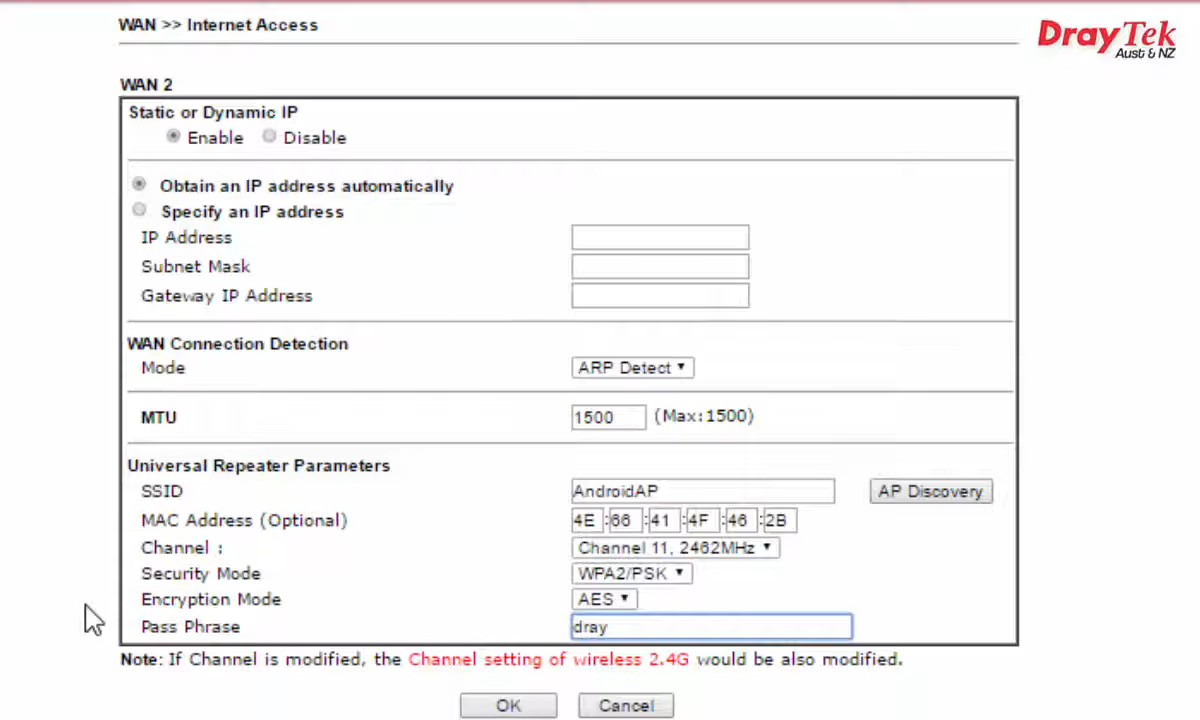 WAN >> Internet Access
DrayTek
Aust & NZ
WAN 2
Static or Dynamic IP
Enable Disable
Obtain an IP address automatically
Specify an IP address
IP Address
Subnet Mask
Gateway IP Address
WAN Connection Detection
Mode ARP Detect
MTU 1500 (Max:1500)
Universal Repeater Parameters
SSID AndroidAP AP Discovery
MAC Address (Optional) 4E :66 :41 :4F :46 :2B
Channel : Channel 11, 2462MHz
Security Mode WPA2/PSK
Encryption Mode AES
Pass Phrase dray
Note: If Channel is modified, the Channel setting of wireless 2.4G would be also modified.
OK Cancel